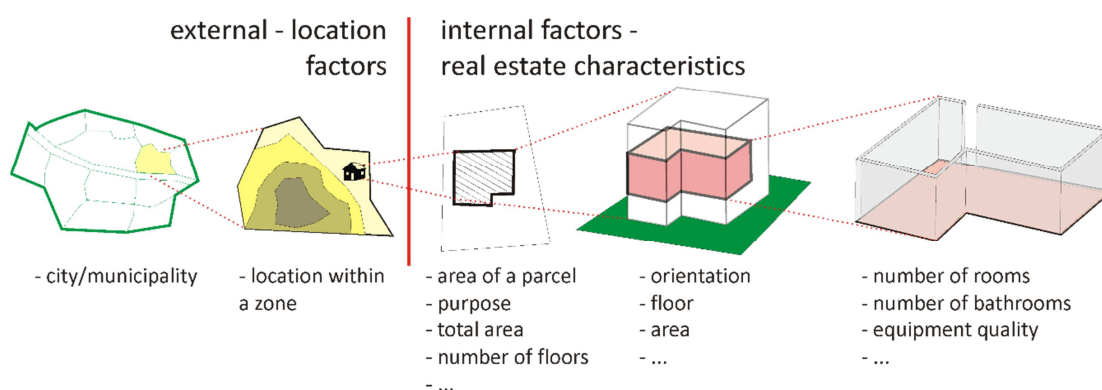 external - location
factors
internal factors -
real estate characteristics
- city/municipality
- location within
a zone
- area of a parcel
- purpose
- total area
- number of floors
- ...
- orientation
- floor
- area
- ...
- number of rooms
- number of bathrooms
- equipment quality
- ...